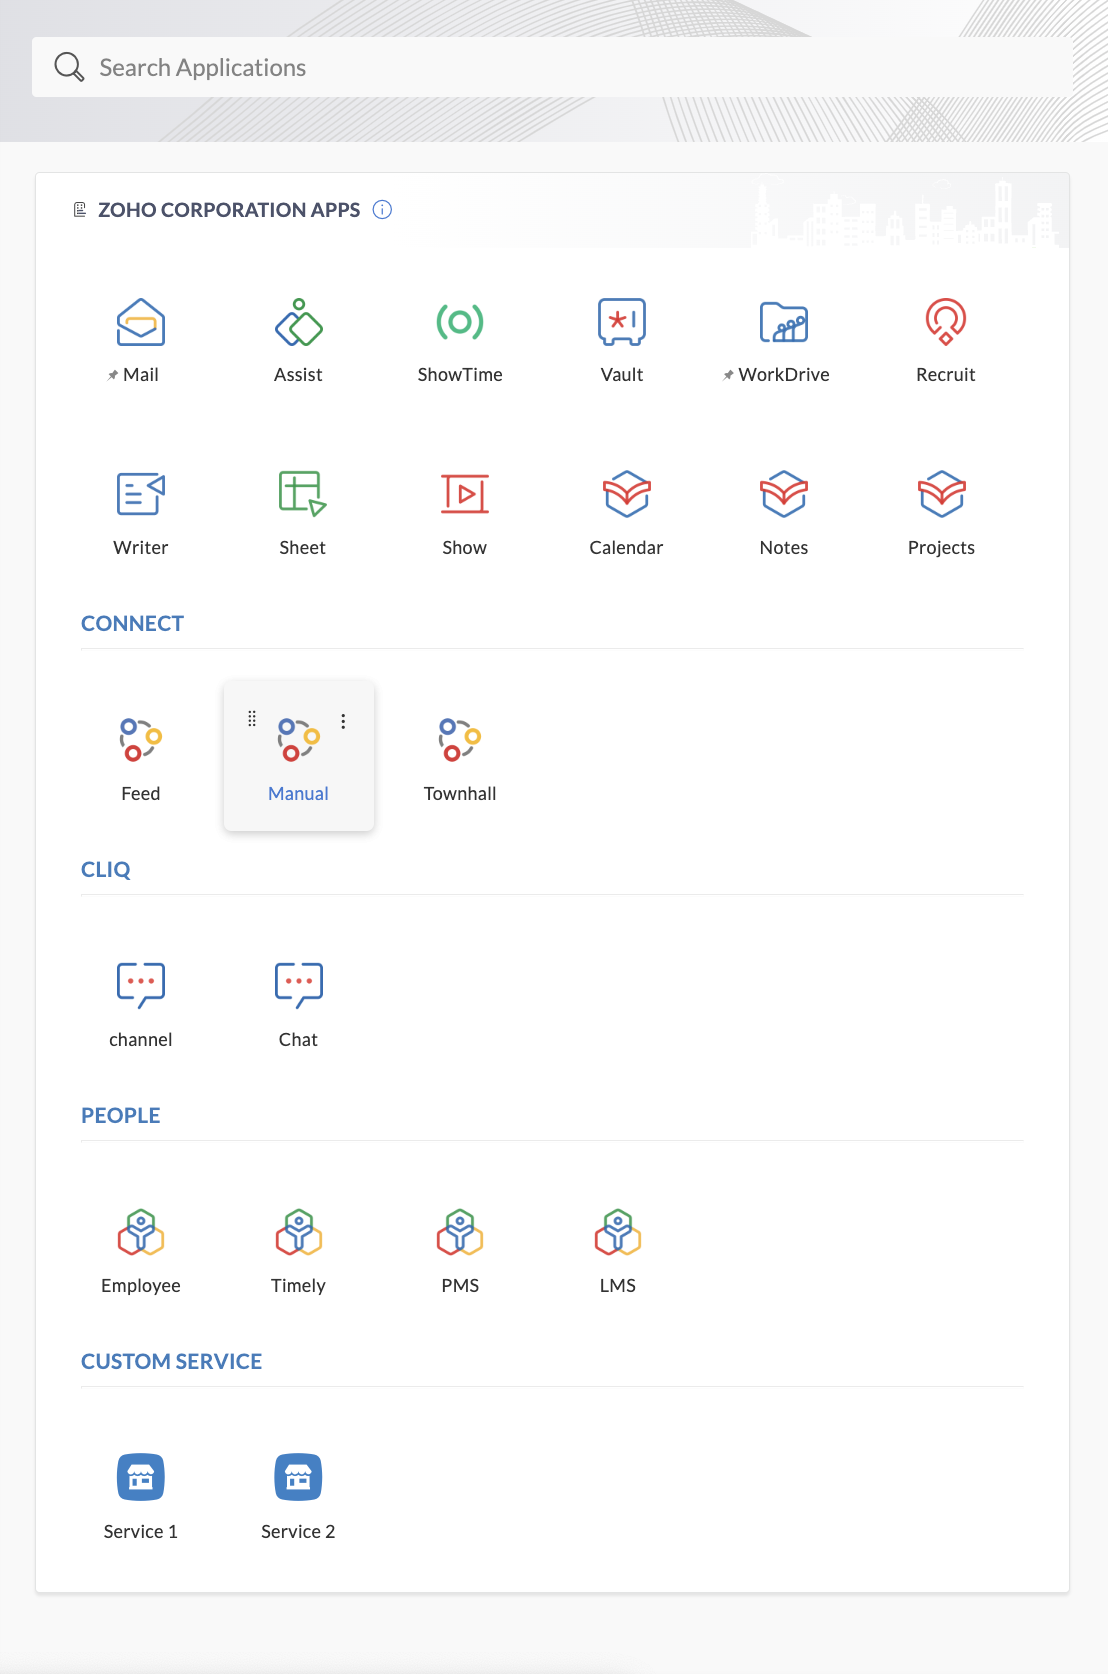 Search Applications
ZOHO CORPORATION APPS
Mail Assist ShowTime Vault WorkDrive Recruit
Writer Sheet Show Calendar Notes Projects
CONNECT
Feed Manual Townhall
CLIQ
channel Chat
PEOPLE
Employee Timely PMS LMS
CUSTOM SERVICE
Service 1 Service 2